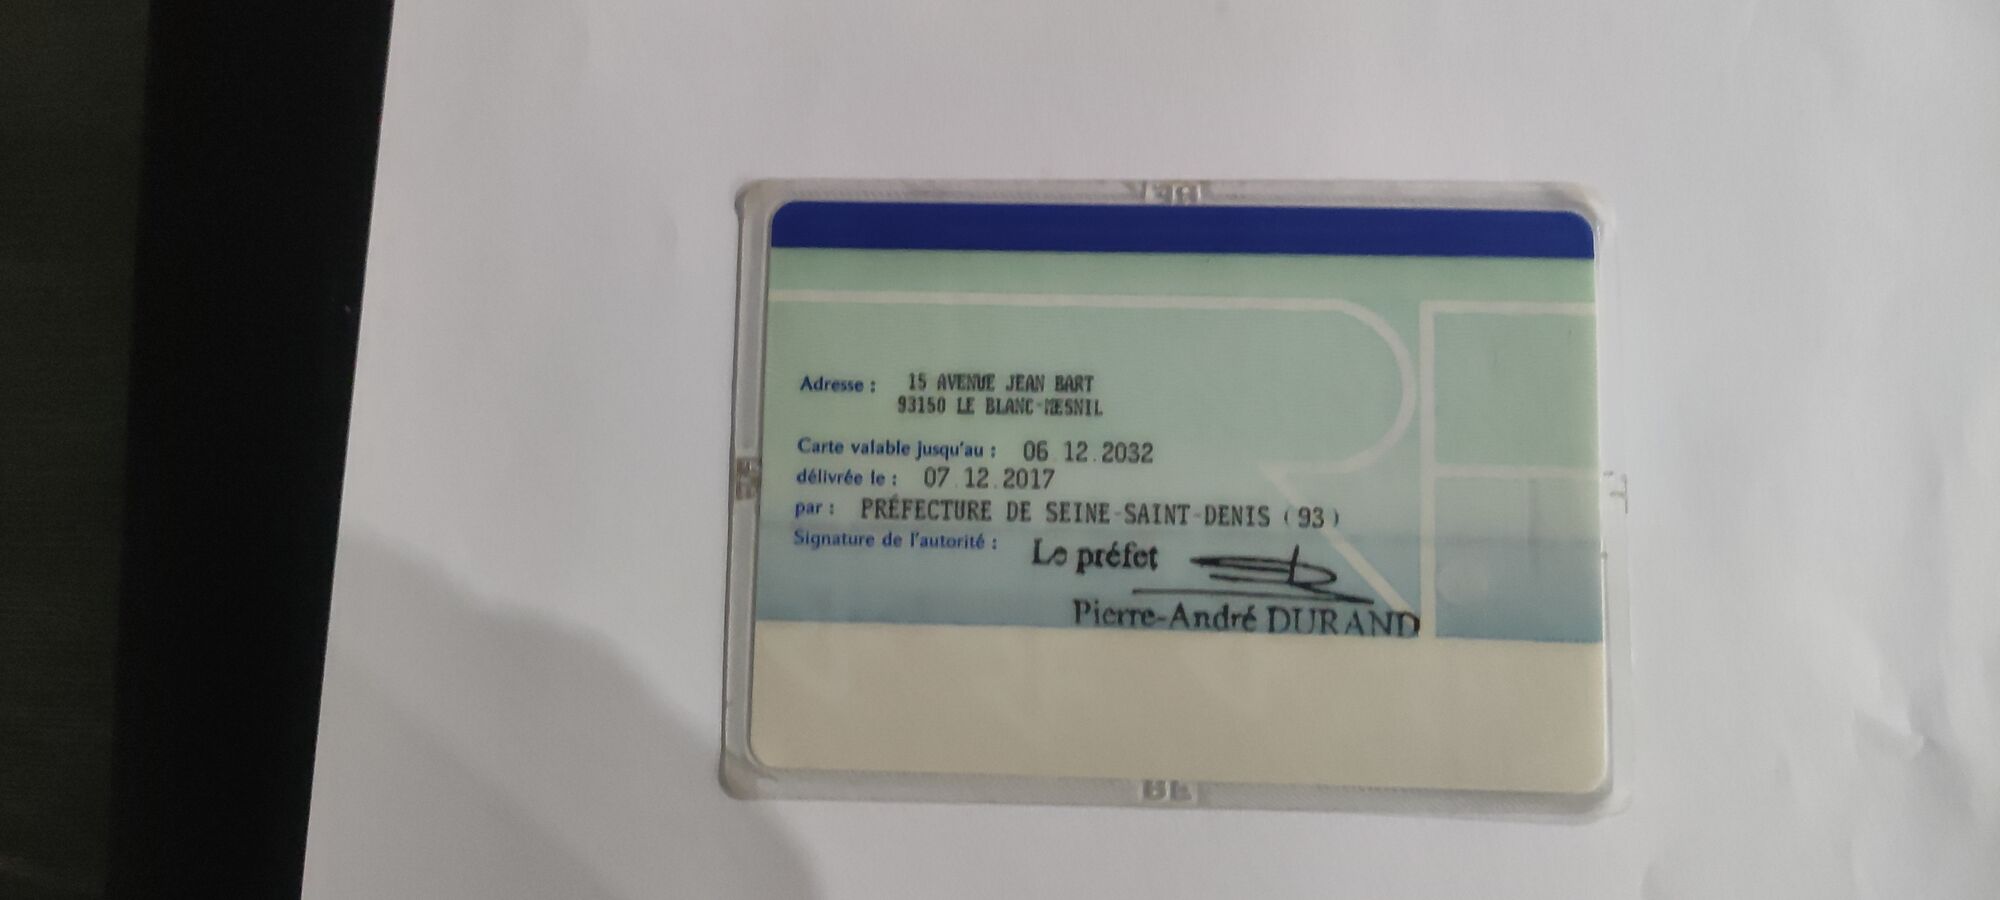 Adresse : 15 AVENUE JEAN BART
93150 LE BLANC-MESNIL
Carte valable jusqu'au : 06.12.2032
délivrée le : 07.12.2017
par : PRÉFECTURE DE SEINE-SAINT-DENIS (93)
Signature de l'autorité : Le préfet
Pierre-André DURAND